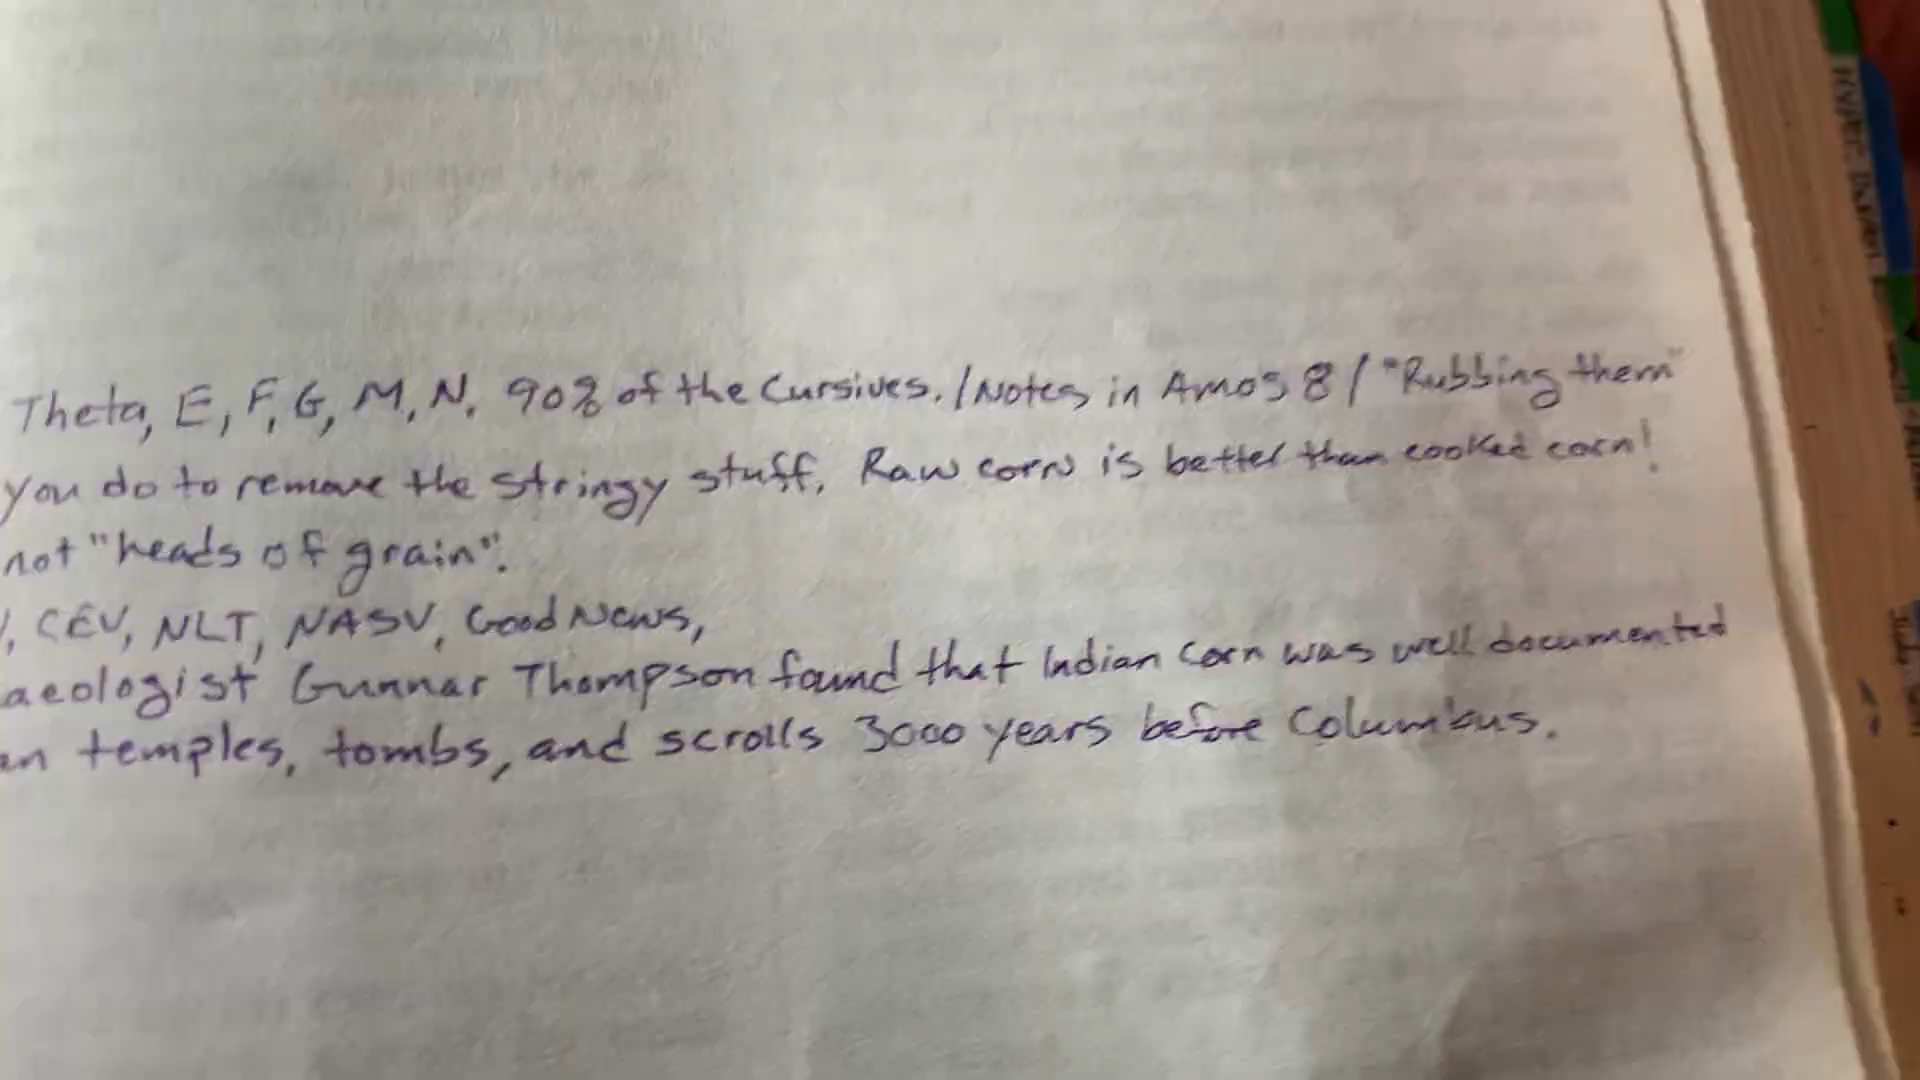 Theta, E, F, G, M, N, 90% of the Cursives. / Notes in Amos 8 / "Rubbing them"
you do to remove the stringy stuff. Raw corn is better than cooked corn!
not "heads of grain".
, CEV, NLT, NASV, Good News,
aeologist Gunnar Thompson found that Indian Corn was well documented
an temples, tombs, and scrolls 3000 years before Columbus.